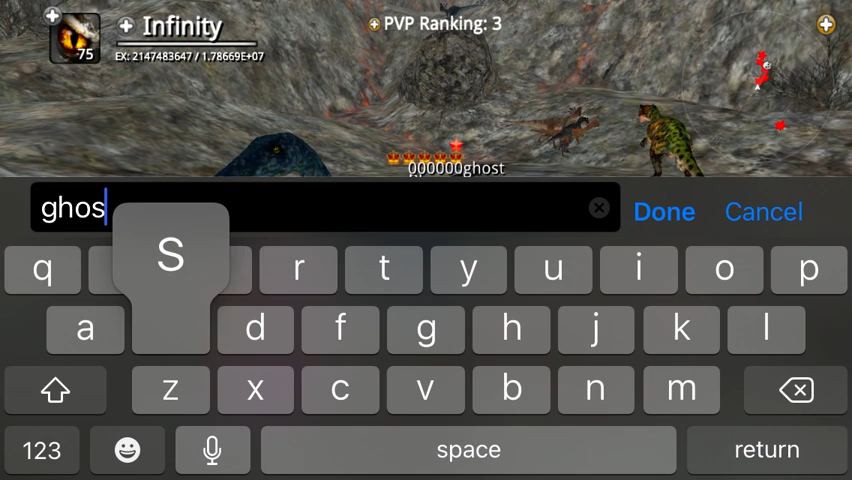 Infinity
PVP Ranking: 3
75
EX: 2147483647 / 1.78669E+07
000000ghost
ghos
Done
Cancel
S
q r t y u i o p
a d f g h j k l
z x c v b n m
123 space return